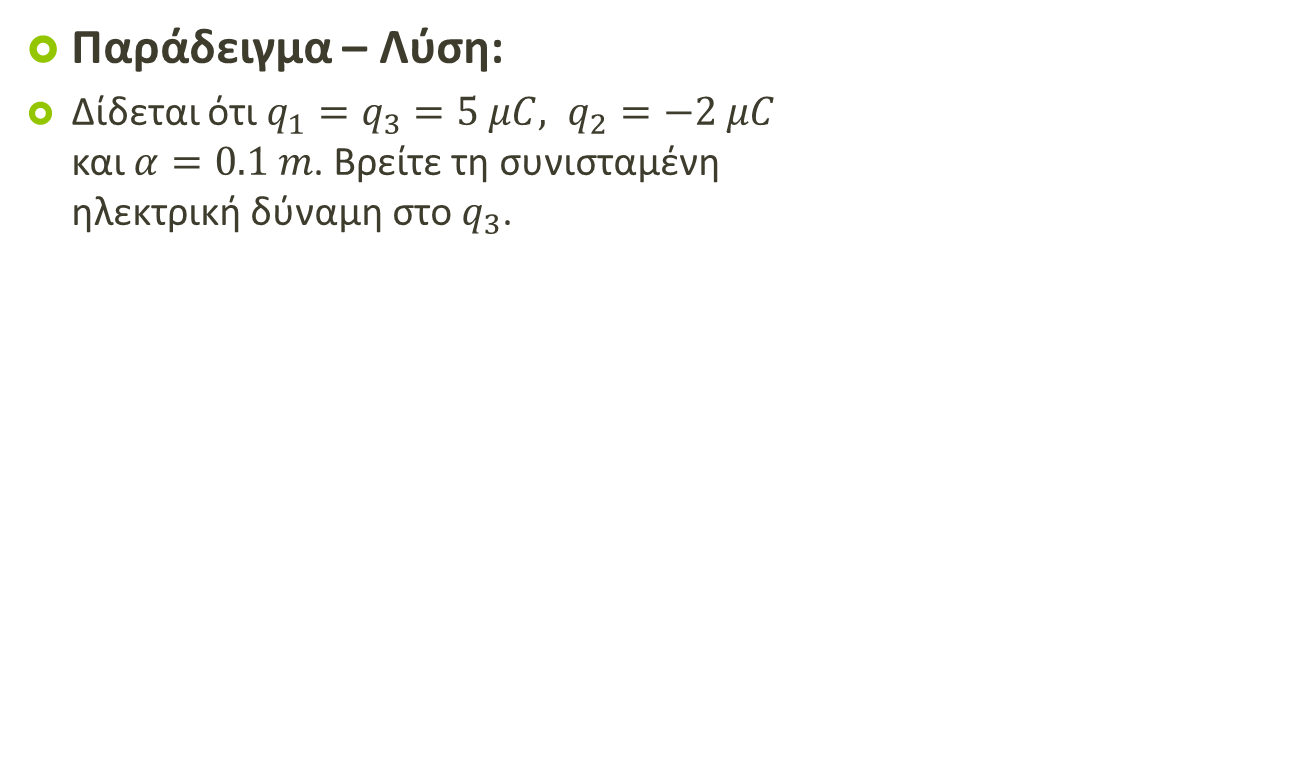 Παράδειγμα – Λύση:
Δίδεται ότι 𝑞₁ = 𝑞₃ = 5 𝜇𝐶, 𝑞₂ = −2 𝜇𝐶
και 𝛼 = 0.1 𝑚. Βρείτε τη συνισταμένη
ηλεκτρική δύναμη στο 𝑞₃.